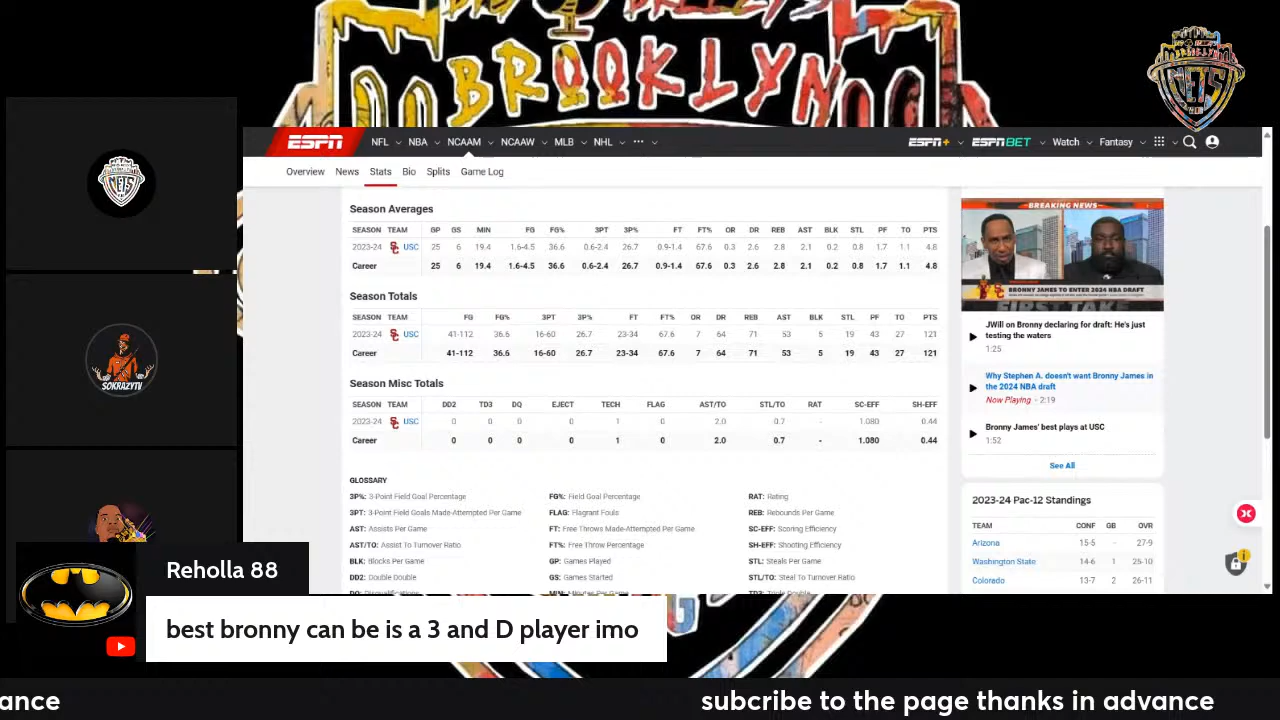 BROOKLYN
NETS
ESPN NFL NBA NCAAM NCAAW MLB NHL ESPN+ ESPN BET Watch Fantasy
Overview News Stats Bio Splits Game Log
Season Averages
SEASON TEAM GP GS MIN FG FG% 3PT 3P% FT FT% OR DR REB AST BLK STL PF TO PTS
2023-24 USC 25 6 19.4 1.6-4.5 36.6 0.6-2.4 26.7 0.9-1.4 67.6 0.3 2.6 2.8 2.1 0.2 0.8 1.7 1.1 4.8
Career 25 6 19.4 1.6-4.5 36.6 0.6-2.4 26.7 0.9-1.4 67.6 0.3 2.6 2.8 2.1 0.2 0.8 1.7 1.1 4.8
Season Totals
SEASON TEAM FG FG% 3PT 3P% FT FT% OR DR REB AST BLK STL PF TO PTS
2023-24 USC 41-112 36.6 16-60 26.7 23-34 67.6 7 64 71 53 5 19 43 27 121
Career 41-112 36.6 16-60 26.7 23-34 67.6 7 64 71 53 5 19 43 27 121
Season Misc Totals
SEASON TEAM DD2 TD3 DQ EJECT TECH FLAG AST/TO STL/TO RAT SC-EFF SH-EFF
2023-24 USC 0 0 0 0 1 0 2.0 0.7 - 1.080 0.44
Career 0 0 0 0 1 0 2.0 0.7 - 1.080 0.44
GLOSSARY
3P%: 3-Point Field Goal Percentage FG%: Field Goal Percentage RAT: Rating
3PT: 3-Point Field Goals Made-Attempted Per Game FLAG: Flagrant Fouls REB: Rebounds Per Game
AST: Assists Per Game FT: Free Throws Made-Attempted Per Game SC-EFF: Scoring Efficiency
AST/TO: Assist To Turnover Ratio FT%: Free Throw Percentage SH-EFF: Shooting Efficiency
BLK: Blocks Per Game GP: Games Played STL: Steals Per Game
DD2: Double Double GS: Games Started STL/TO: Steal To Turnover Ratio
BREAKING NEWS
BRONNY JAMES TO ENTER 2024 NBA DRAFT
FIRST TAKE
JWill on Bronny declaring for draft: He's just
testing the waters
1:25
Why Stephen A. doesn't want Bronny James in
the 2024 NBA draft
Now Playing - 2:19
Bronny James' best plays at USC
1:52
See All
2023-24 Pac-12 Standings
TEAM CONF GB OVR
Arizona 15-5 - 27-9
Washington State 14-6 1 25-10
Colorado 13-7 2 26-11
NETS
SOKRAZYTV
Reholla 88
best bronny can be is a 3 and D player imo
ance subcribe to the page thanks in advance